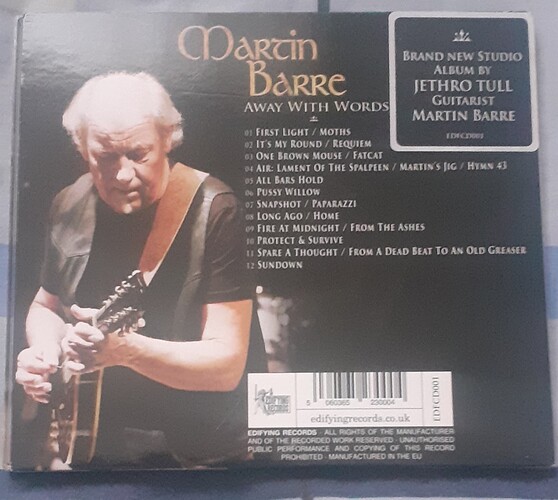 Martin
Barre
Away With Words
Brand new Studio
Album by
Jethro Tull
Guitarist
Martin Barre
EDFCD001
01 First Light / Moths
02 It's My Round / Requiem
03 One Brown Mouse / Fatcat
04 Air: Lament Of The Spalpeen / Martin's Jig / Hymn 43
05 All Bars Hold
06 Pussy Willow
07 Snapshot / Paparazzi
08 Long Ago / Home
09 Fire at Midnight / From The Ashes
10 Protect & Survive
11 Spare A Thought / From A Dead Beat To An Old Greaser
12 Sundown
EDIFYING
RECORDS
5 060365 230004
edifyingrecords.co.uk
EDFCD001
EDIFYING RECORDS · ALL RIGHTS OF THE MANUFACTURER
AND OF THE RECORDED WORK RESERVED · UNAUTHORISED
PUBLIC PERFORMANCE AND COPYING OF THIS RECORD
PROHIBITED · MANUFACTURED IN THE EU